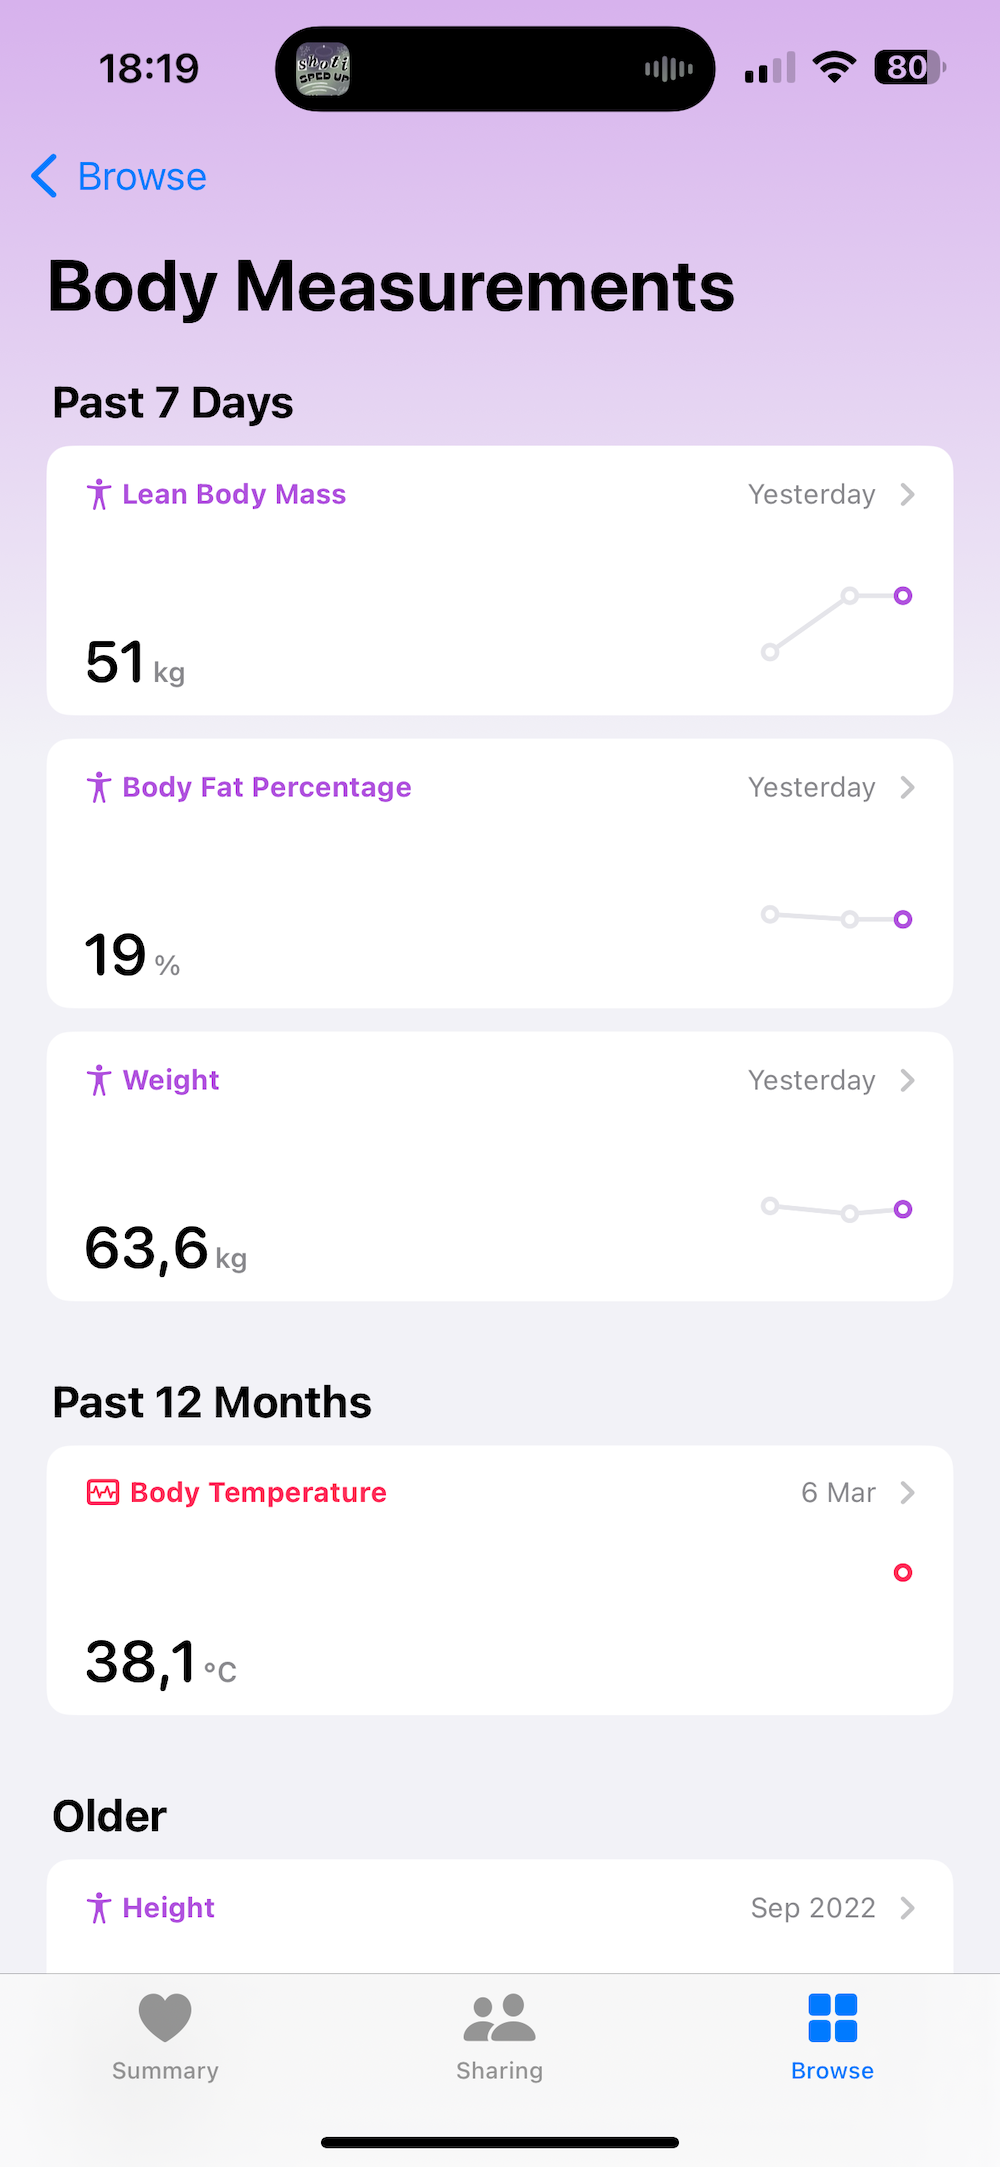 18:19
shoti
SPED UP
80
Browse
Body Measurements
Past 7 Days
Lean Body Mass Yesterday
51 kg
Body Fat Percentage Yesterday
19 %
Weight Yesterday
63,6 kg
Past 12 Months
Body Temperature 6 Mar
38,1 °C
Older
Height Sep 2022
Summary Sharing Browse